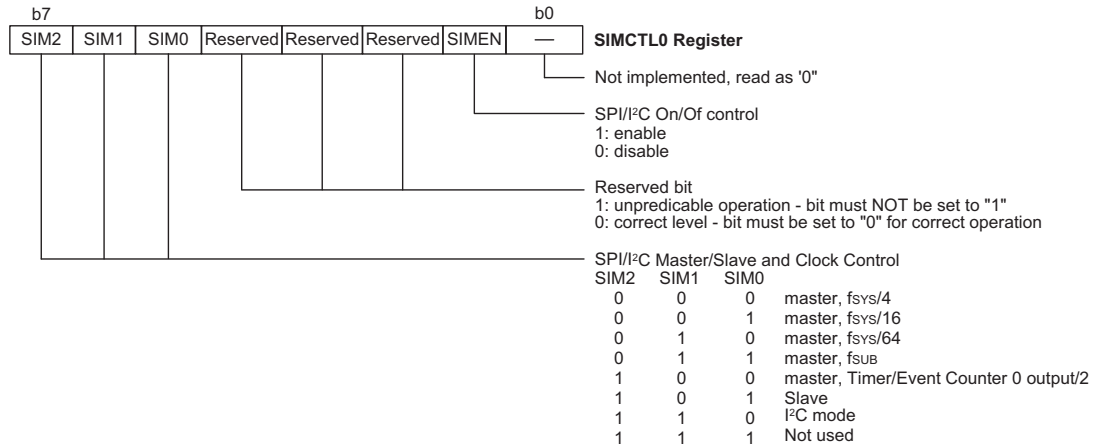 b7 b0
SIM2 SIM1 SIM0 Reserved Reserved Reserved SIMEN — SIMCTL0 Register
Not implemented, read as '0"
SPI/I²C On/Of control
1: enable
0: disable
Reserved bit
1: unpredicable operation - bit must NOT be set to "1"
0: correct level - bit must be set to "0" for correct operation
SPI/I²C Master/Slave and Clock Control
SIM2 SIM1 SIM0
0 0 0 master, fSYS/4
0 0 1 master, fSYS/16
0 1 0 master, fSYS/64
0 1 1 master, fSUB
1 0 0 master, Timer/Event Counter 0 output/2
1 0 1 Slave
1 1 0 I²C mode
1 1 1 Not used